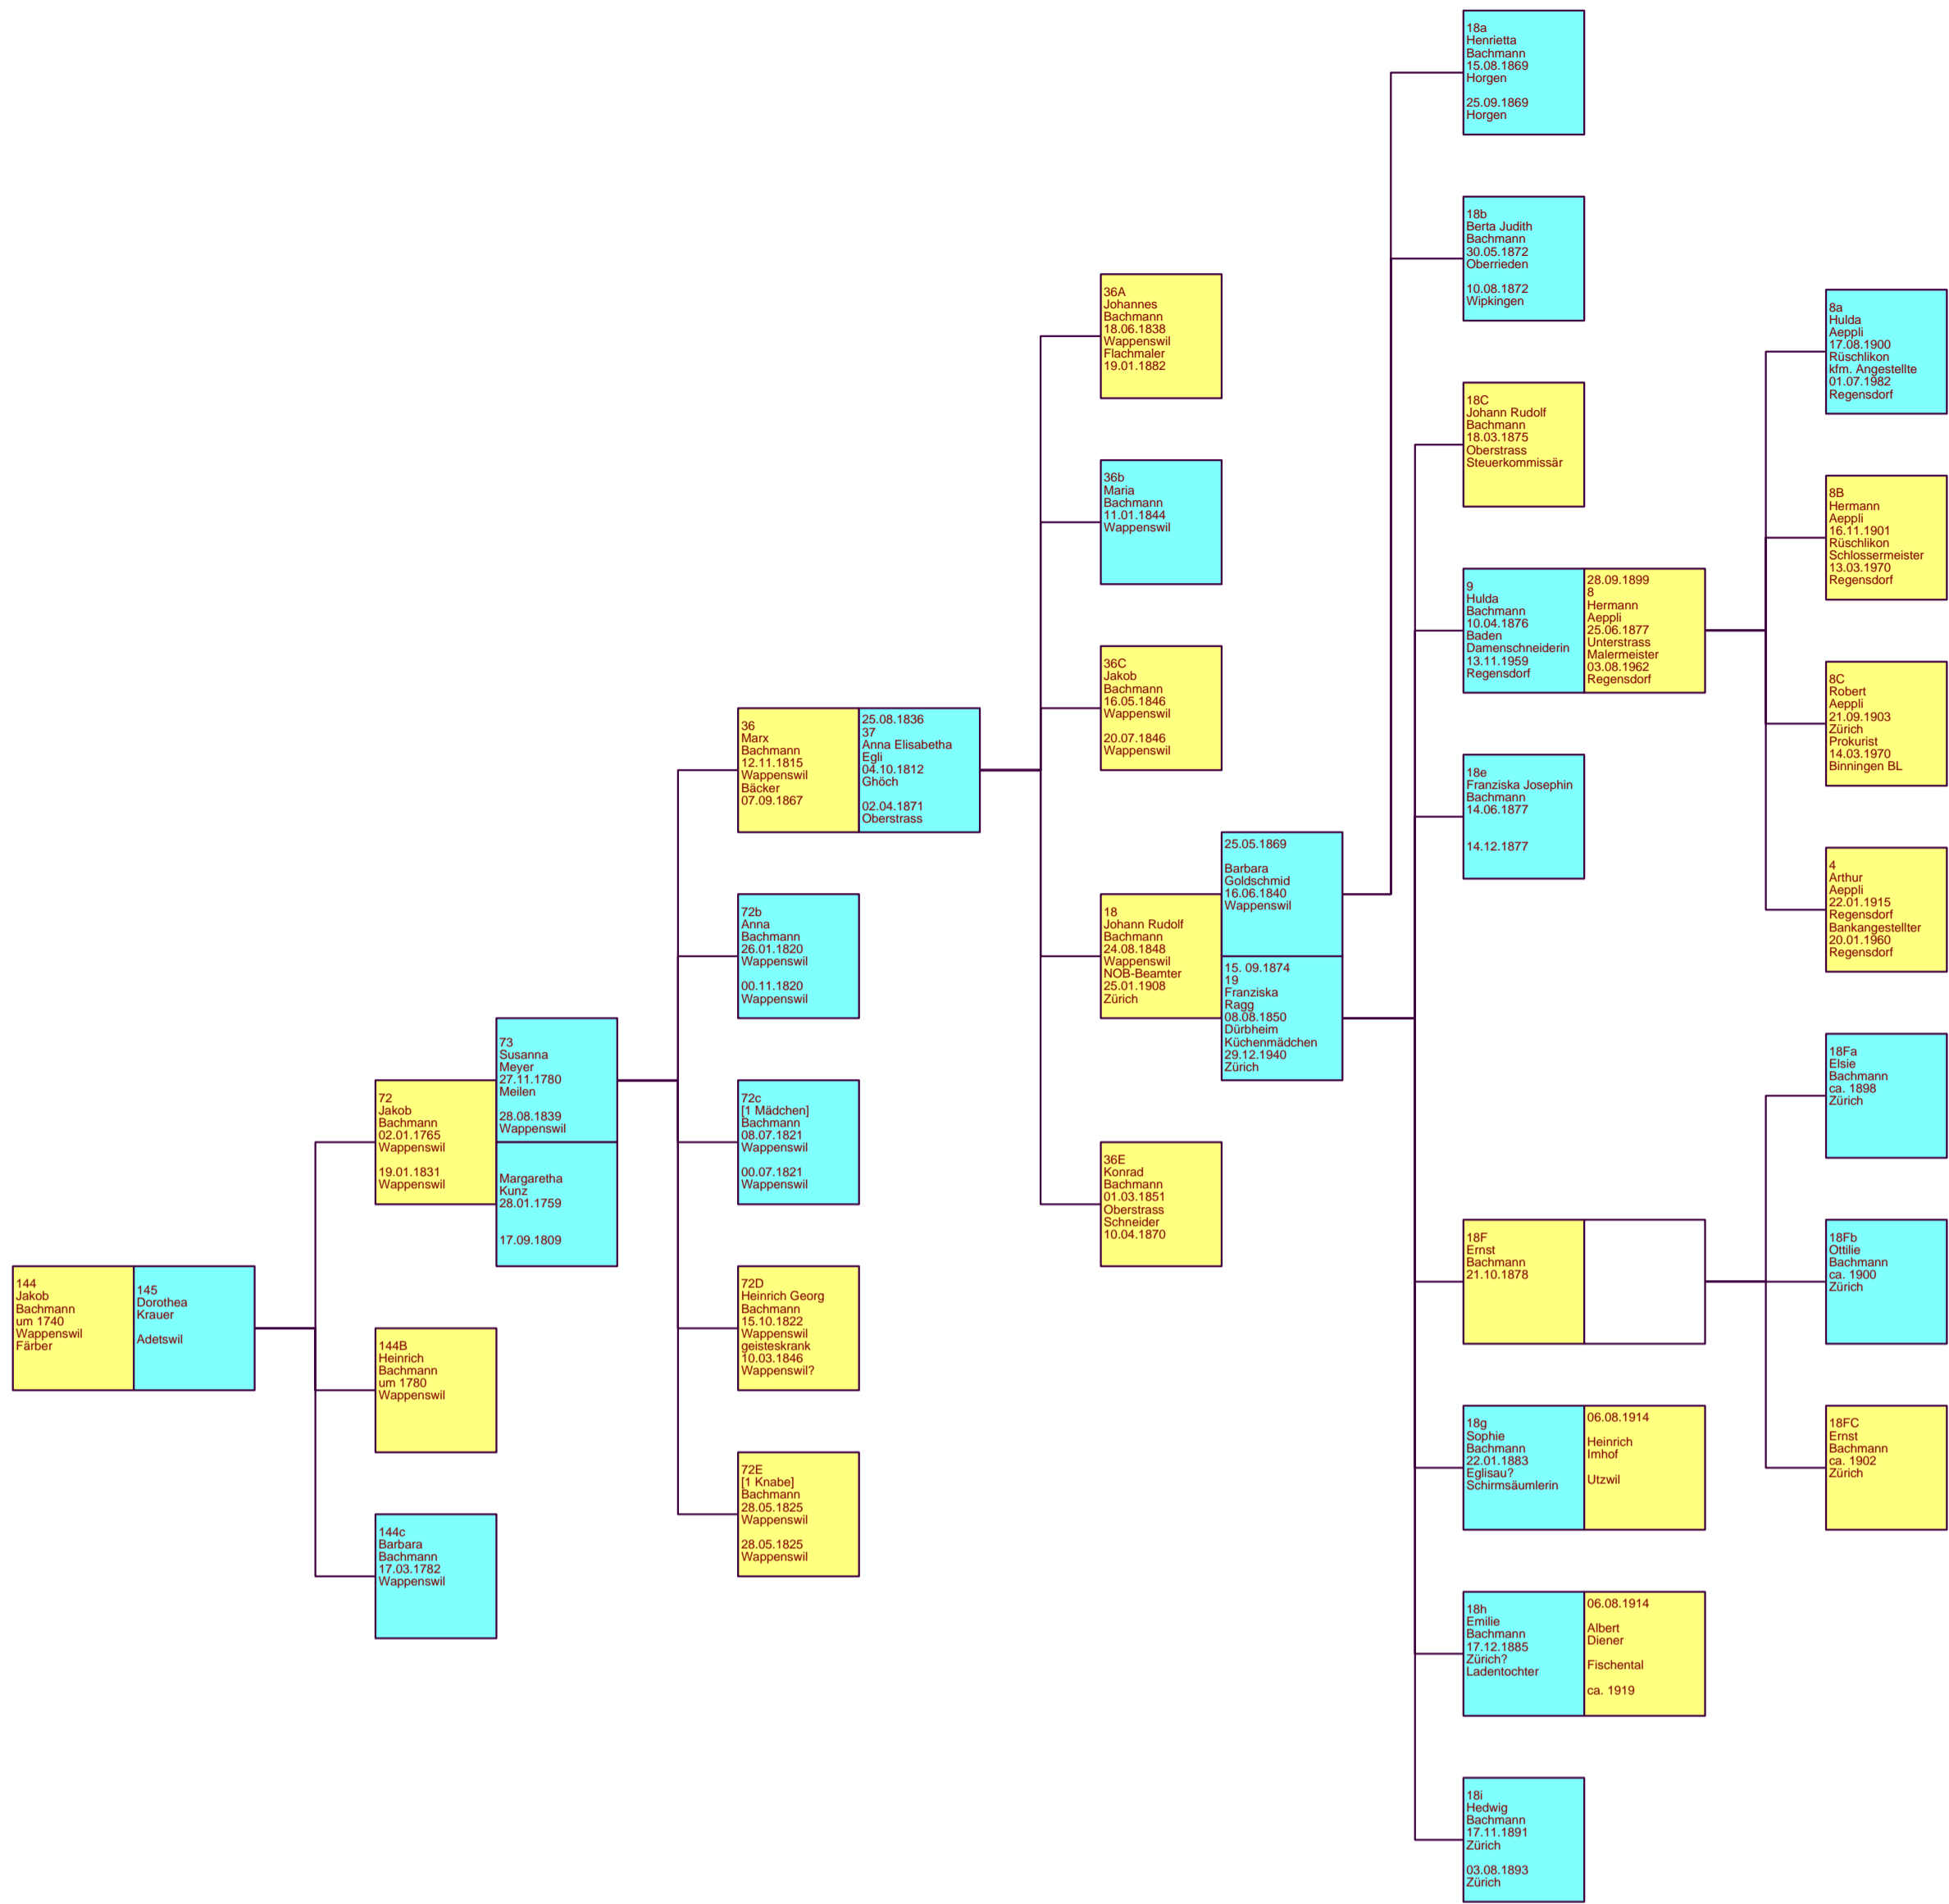 144
Jakob
Bachmann
um 1740
Wappenswil
Färber
145
Dorothea
Krauer
Adetswil
72
Jakob
Bachmann
02.01.1765
Wappenswil
19.01.1831
Wappenswil
144B
Heinrich
Bachmann
um 1780
Wappenswil
144c
Barbara
Bachmann
17.03.1782
Wappenswil
73
Susanna
Meyer
27.11.1780
Meilen
28.08.1839
Wappenswil
Margaretha
Kunz
28.01.1759
17.09.1809
36
Marx
Bachmann
12.11.1815
Wappenswil
Bäcker
07.09.1867
25.08.1836
37
Anna Elisabetha
Egli
04.10.1812
Ghöch
02.04.1871
Oberstrass
72b
Anna
Bachmann
26.01.1820
Wappenswil
00.11.1820
Wappenswil
72c
[1 Mädchen]
Bachmann
08.07.1821
Wappenswil
00.07.1821
Wappenswil
72D
Heinrich Georg
Bachmann
15.10.1822
Wappenswil
geisteskrank
10.03.1846
Wappenswil?
72E
[1 Knabe]
Bachmann
28.05.1825
Wappenswil
28.05.1825
Wappenswil
36A
Johannes
Bachmann
18.06.1838
Wappenswil
Flachmaler
19.01.1882
36b
Maria
Bachmann
11.01.1844
Wappenswil
36C
Jakob
Bachmann
16.05.1846
Wappenswil
20.07.1846
Wappenswil
18
Johann Rudolf
Bachmann
24.08.1848
Wappenswil
NOB-Beamter
25.01.1908
Zürich
36E
Konrad
Bachmann
01.03.1851
Oberstrass
Schneider
10.04.1870
25.05.1869
Barbara
Goldschmid
16.06.1840
Wappenswil
15. 09.1874
19
Franziska
Ragg
08.08.1850
Dürbheim
Küchenmädchen
29.12.1940
Zürich
18a
Henrietta
Bachmann
15.08.1869
Horgen
25.09.1869
Horgen
18b
Berta Judith
Bachmann
30.05.1872
Oberrieden
10.08.1872
Wipkingen
18C
Johann Rudolf
Bachmann
18.03.1875
Oberstrass
Steuerkommissär
9
Hulda
Bachmann
10.04.1876
Baden
Damenschneiderin
13.11.1959
Regensdorf
28.09.1899
8
Hermann
Aeppli
25.06.1877
Unterstrass
Malermeister
03.08.1962
Regensdorf
18e
Franziska Josephin
Bachmann
14.06.1877
14.12.1877
18F
Ernst
Bachmann
21.10.1878
18g
Sophie
Bachmann
22.01.1883
Eglisau?
Schirmsäumlerin
06.08.1914
Heinrich
Imhof
Utzwil
18h
Emilie
Bachmann
17.12.1885
Zürich?
Ladentochter
06.08.1914
Albert
Diener
Fischental
ca. 1919
18i
Hedwig
Bachmann
17.11.1891
Zürich
03.08.1893
Zürich
8a
Hulda
Aeppli
17.08.1900
Rüschlikon
kfm. Angestellte
01.07.1982
Regensdorf
8B
Hermann
Aeppli
16.11.1901
Rüschlikon
Schlossermeister
13.03.1970
Regensdorf
8C
Robert
Aeppli
21.09.1903
Zürich
Prokurist
14.03.1970
Binningen BL
4
Arthur
Aeppli
22.01.1915
Regensdorf
Bankangestellter
20.01.1960
Regensdorf
18Fa
Elsie
Bachmann
ca. 1898
Zürich
18Fb
Ottilie
Bachmann
ca. 1900
Zürich
18FC
Ernst
Bachmann
ca. 1902
Zürich